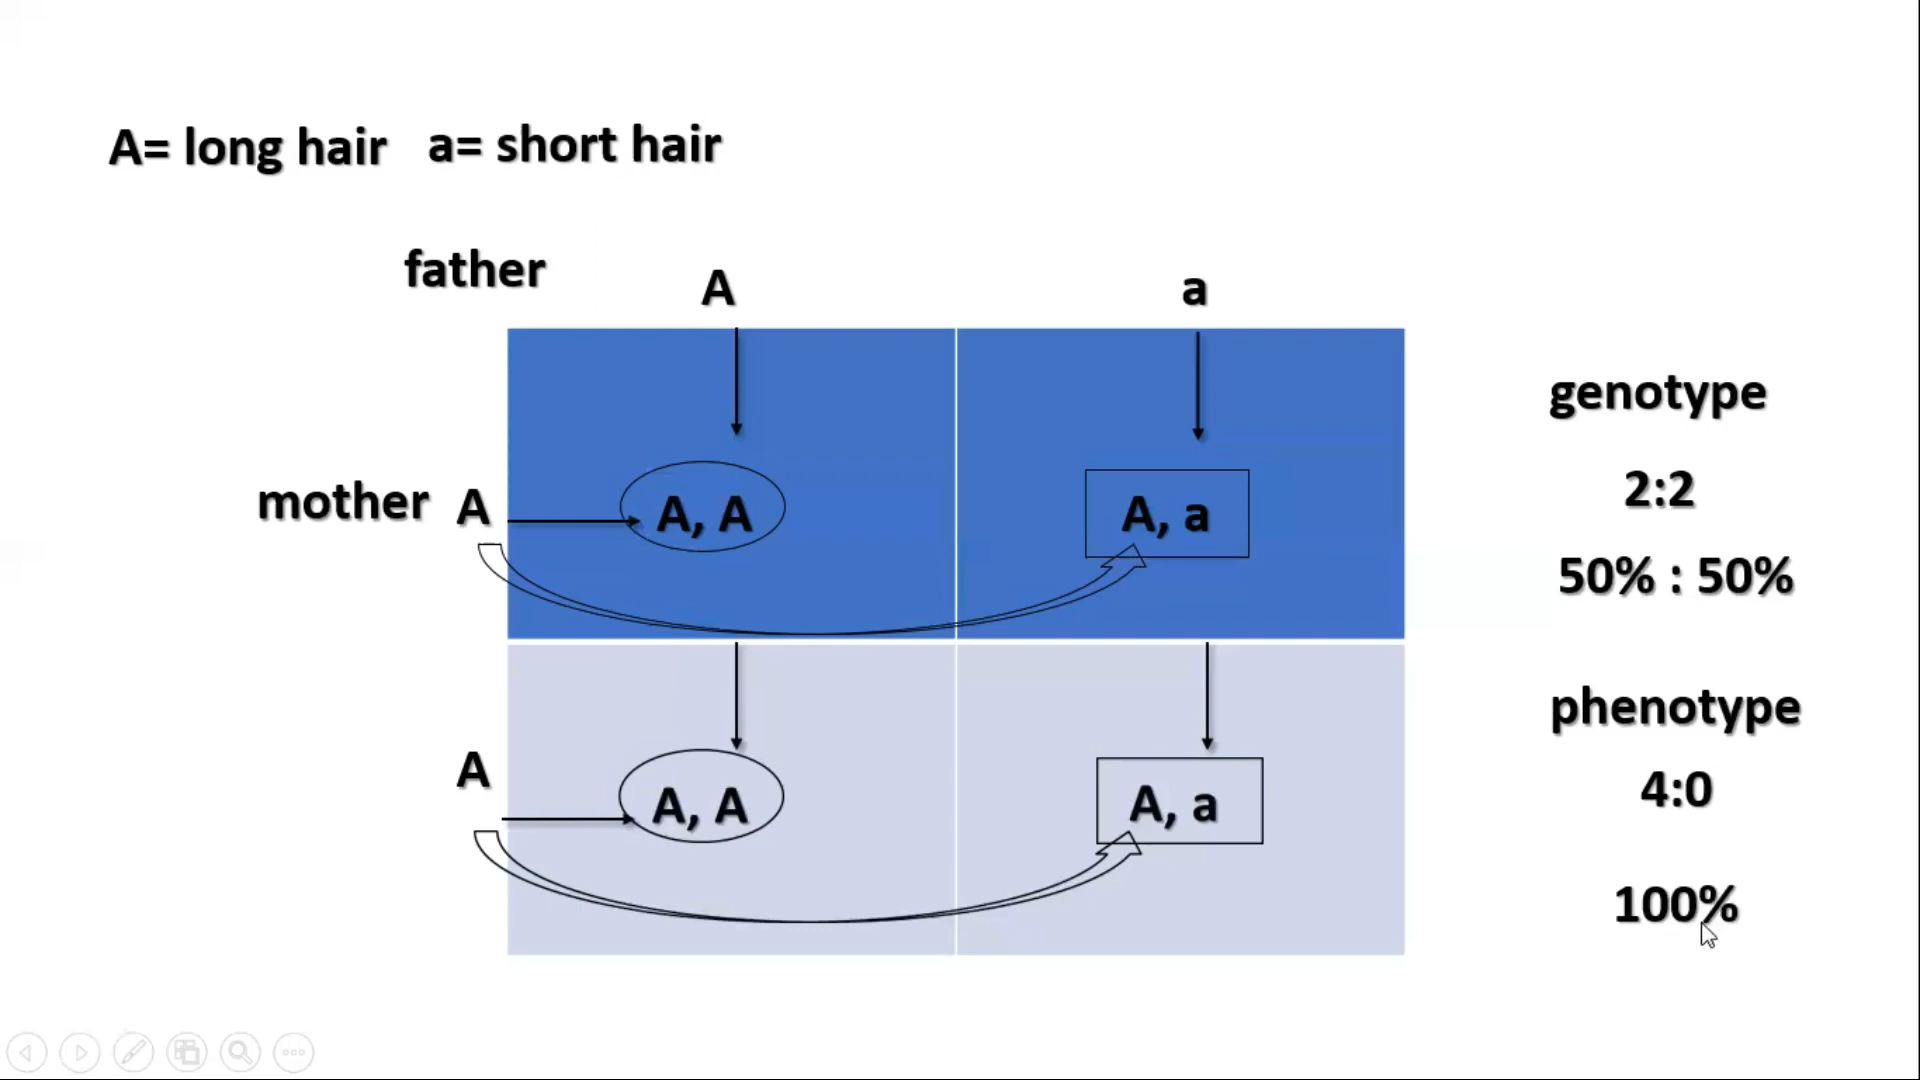 A= long hair a= short hair
father A a
genotype
mother A A, A A, a
2:2
50% : 50%
phenotype
A A, A A, a
4:0
100%